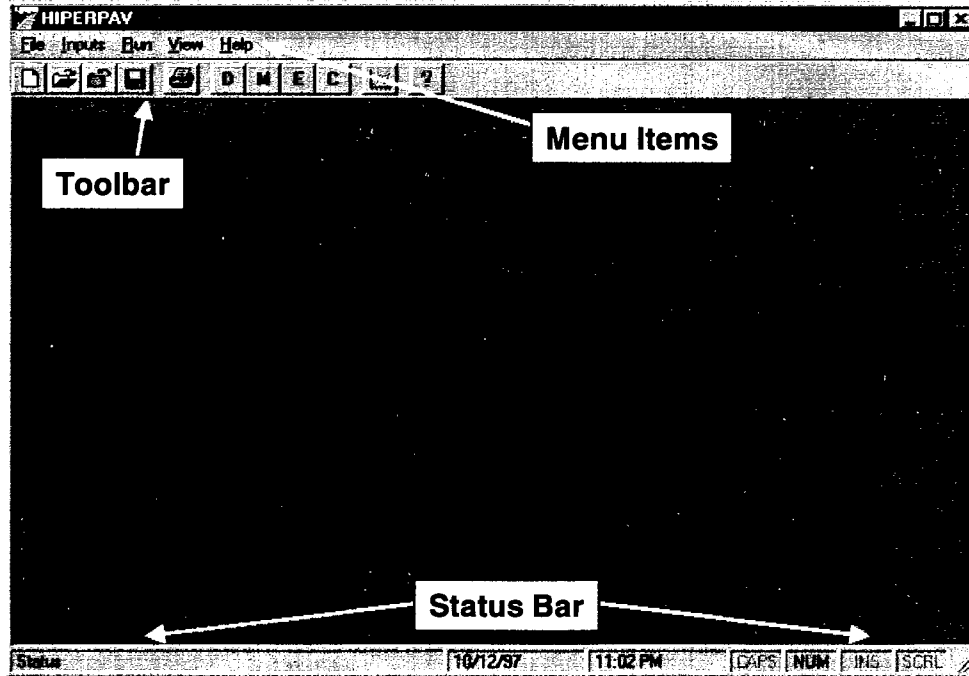 HIPERPAV
File Inputs Run View Help
D M E C ?
Menu Items
Toolbar
Status Bar
Status 10/12/97 11:02 PM CAPS NUM INS SCRL